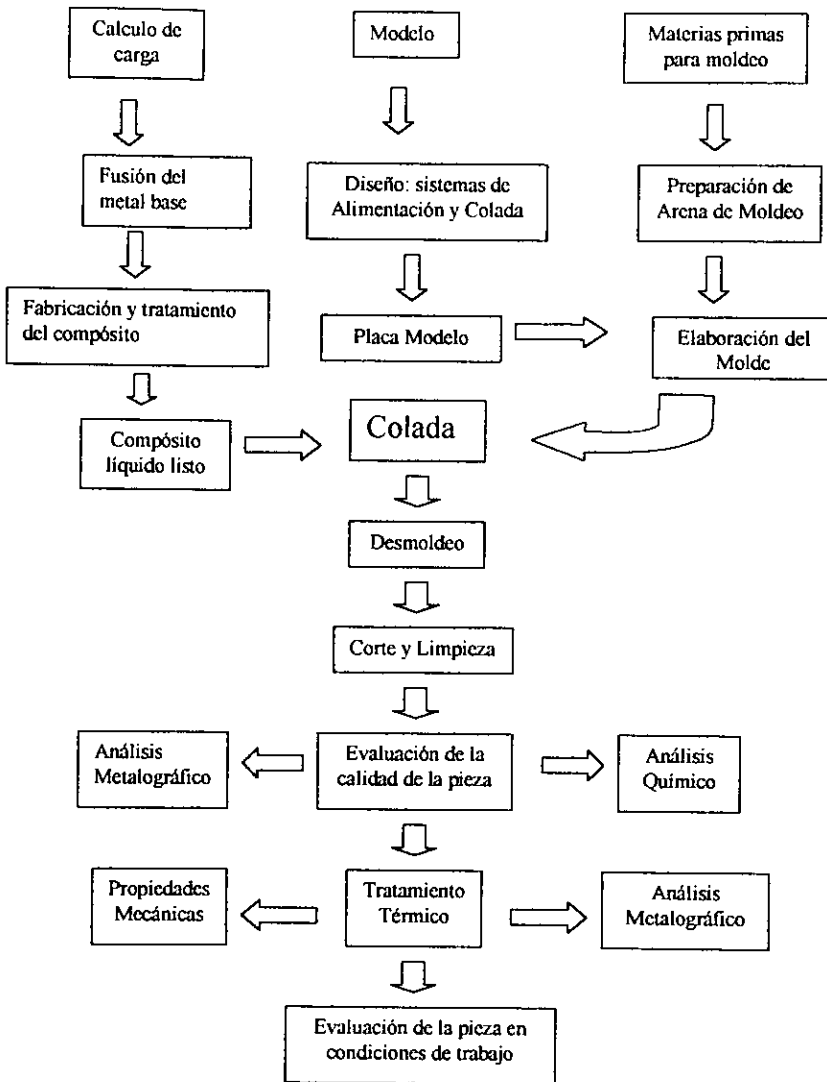 Calculo de
carga
Modelo
Materias primas
para moldeo
Fusión del
metal base
Diseño: sistemas de
Alimentación y Colada
Preparación de
Arena de Moldeo
Fabricación y tratamiento
del compósito
Placa Modelo
Elaboración del
Molde
Compósito
líquido listo
Colada
Desmoldeo
Corte y Limpieza
Análisis
Metalográfico
Evaluación de la
calidad de la pieza
Análisis
Químico
Propiedades
Mecánicas
Tratamiento
Térmico
Análisis
Metalográfico
Evaluación de la pieza en
condiciones de trabajo